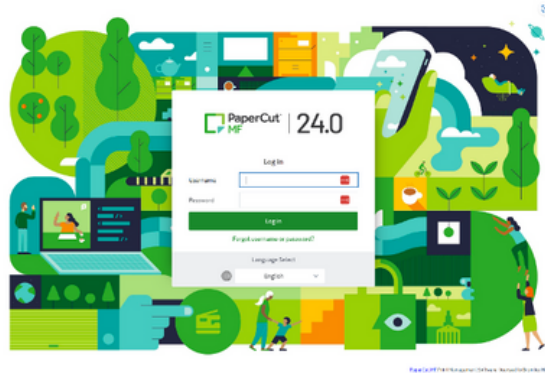 PaperCut MF | 24.0
Log in
Username
Password
Log in
Forgot username or password?
Language Select
English